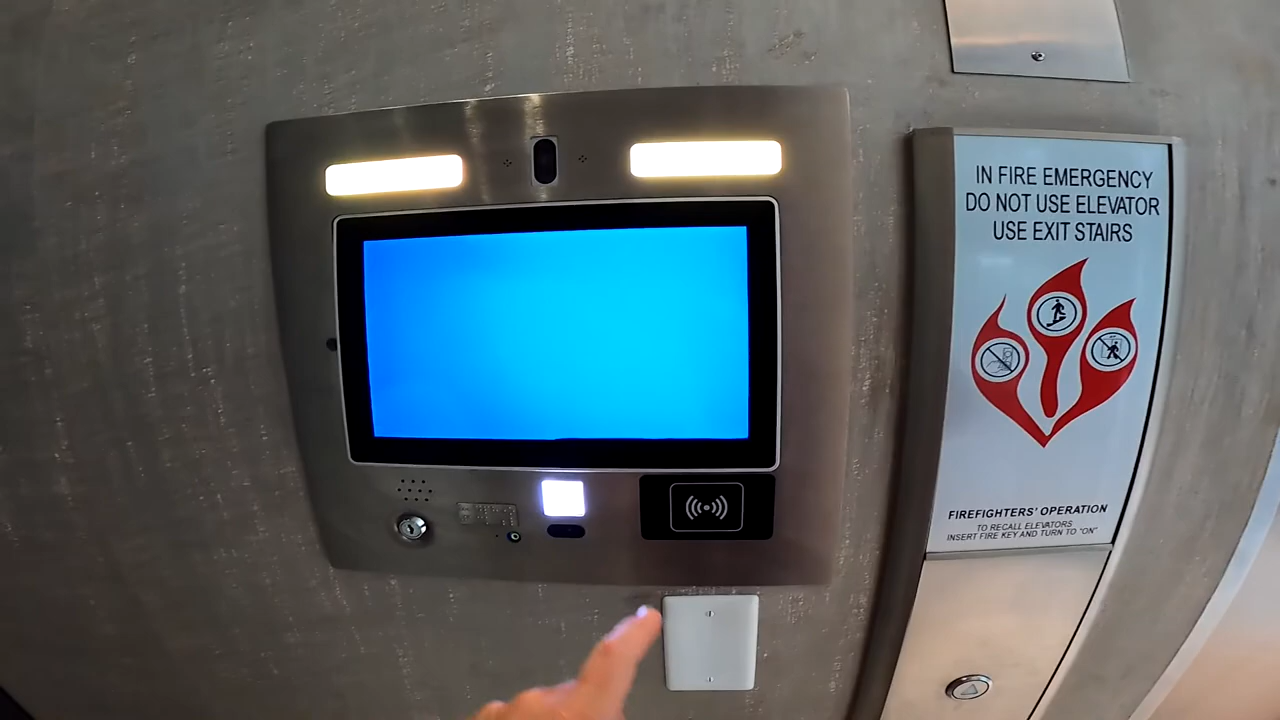 IN FIRE EMERGENCY
DO NOT USE ELEVATOR
USE EXIT STAIRS
FIREFIGHTERS' OPERATION
TO RECALL ELEVATORS
INSERT FIRE KEY AND TURN TO "ON"